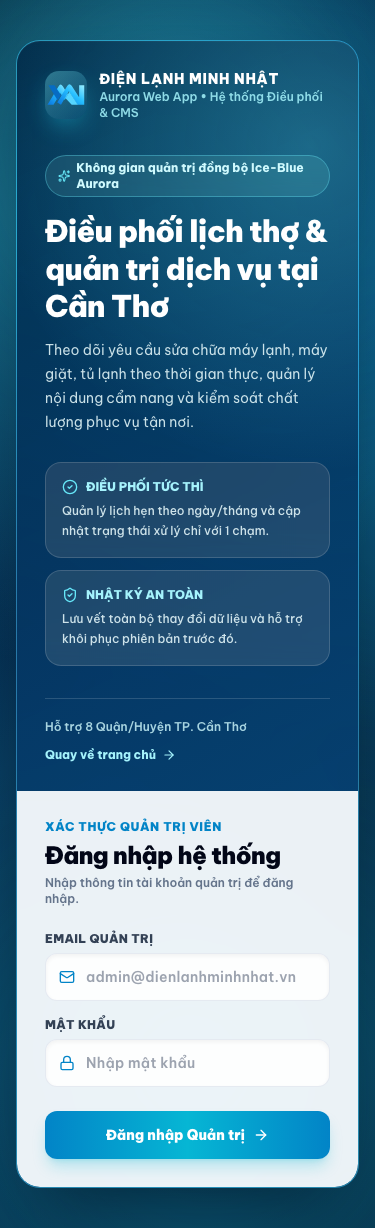 ĐIỆN LẠNH MINH NHẬT
Aurora Web App • Hệ thống Điều phối
& CMS
Không gian quản trị đồng bộ Ice-Blue
Aurora
Điều phối lịch thợ &
quản trị dịch vụ tại
Cần Thơ
Theo dõi yêu cầu sửa chữa máy lạnh, máy
giặt, tủ lạnh theo thời gian thực, quản lý
nội dung cẩm nang và kiểm soát chất
lượng phục vụ tận nơi.
ĐIỀU PHỐI TỨC THÌ
Quản lý lịch hẹn theo ngày/tháng và cập
nhật trạng thái xử lý chỉ với 1 chạm.
NHẬT KÝ AN TOÀN
Lưu vết toàn bộ thay đổi dữ liệu và hỗ trợ
khôi phục phiên bản trước đó.
Hỗ trợ 8 Quận/Huyện TP. Cần Thơ
Quay về trang chủ →
XÁC THỰC QUẢN TRỊ VIÊN
Đăng nhập hệ thống
Nhập thông tin tài khoản quản trị để đăng
nhập.
EMAIL QUẢN TRỊ
admin@dienlanhminhnhat.vn
MẬT KHẨU
Nhập mật khẩu
Đăng nhập Quản trị →